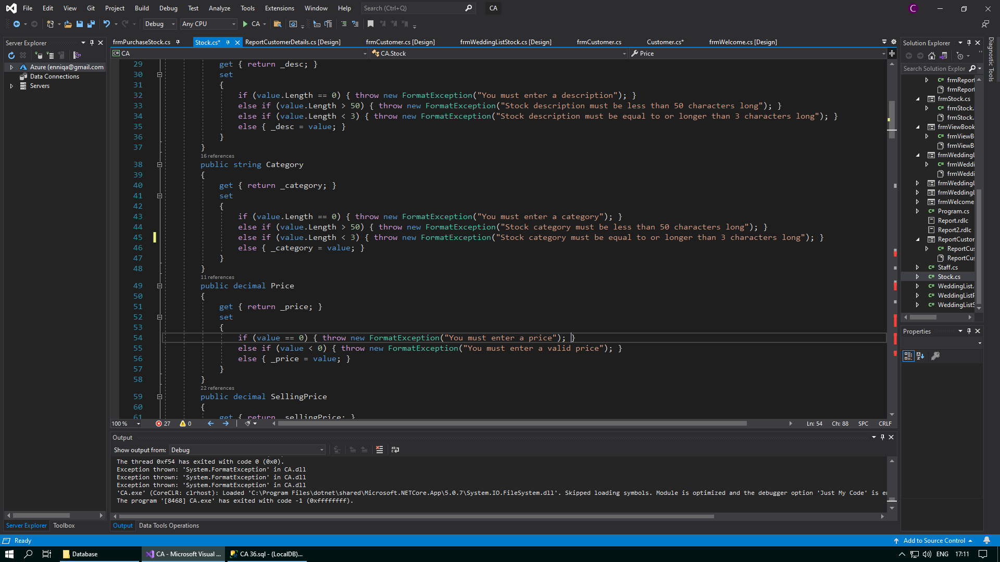 File Edit View Git Project Build Debug Test Analyze Tools Extensions Window Help Search (Ctrl+Q) CA C
Debug Any CPU CA
Server Explorer
Azure (enniqa@gmail.com
Data Connections
Servers
frmPurchaseStock.cs Stock.cs* ReportCustomerDetails.cs [Design] frmCustomer.cs [Design] frmWeddingListStock.cs [Design] frmCustomer.cs Customer.cs* frmWelcome.cs [Design]
C# CA CA.Stock Price
29 get { return _desc; }
30 set
31 {
32 if (value.Length == 0) { throw new FormatException("You must enter a description"); }
33 else if (value.Length > 50) { throw new FormatException("Stock description must be less than 50 characters long"); }
34 else if (value.Length < 3) { throw new FormatException("Stock description must be equal to or longer than 3 characters long"); }
35 else { _desc = value; }
36 }
37 }
16 references
38 public string Category
39 {
40 get { return _category; }
41 set
42 {
43 if (value.Length == 0) { throw new FormatException("You must enter a category"); }
44 else if (value.Length > 50) { throw new FormatException("Stock category must be less than 50 characters long"); }
45 else if (value.Length < 3) { throw new FormatException("Stock category must be equal to or longer than 3 characters long"); }
46 else { _category = value; }
47 }
48 }
11 references
49 public decimal Price
50 {
51 get { return _price; }
52 set
53 {
54 if (value == 0) { throw new FormatException("You must enter a price"); }
55 else if (value < 0) { throw new FormatException("You must enter a valid price"); }
56 else { _price = value; }
57 }
58 }
22 references
59 public decimal SellingPrice
60 {
61 get { return _sellingPrice; }
100 % 27 0 Ln: 54 Ch: 88 SPC CRLF
Output
Show output from: Debug
The thread 0xf54 has exited with code 0 (0x0).
Exception thrown: 'System.FormatException' in CA.dll
Exception thrown: 'System.FormatException' in CA.dll
Exception thrown: 'System.FormatException' in CA.dll
'CA.exe' (CoreCLR: clrhost): Loaded 'C:\Program Files\dotnet\shared\Microsoft.NETCore.App\5.0.7\System.IO.FileSystem.dll'. Skipped loading symbols. Module is optimized and the debugger option 'Just My Code' is e
The program '[8468] CA.exe' has exited with code -1 (0xffffffff).
Output Data Tools Operations
Server Explorer Toolbox
Solution Explorer
Search Solution Explor
C# frmReport
frmReport
frmStock.cs
C# frmStock.
frmStock.
frmViewBook
C# frmViewB
frmViewB
frmWeddingL
C# frmWeddi
frmWeddi
frmWeddingL
frmWeddingL
frmWelcome
C# Program.cs
Report.rdlc
Report2.rdlc
ReportCustor
C# ReportCus
ReportCus
C# Staff.cs
C# Stock.cs
C# WeddingList.
C# WeddingListF
C# WeddingListS
Properties
Diagnostic Tools
Ready Add to Source Control
Database CA - Microsoft Visual ... CA 36.sql - (LocalDB)... ENG 17:11